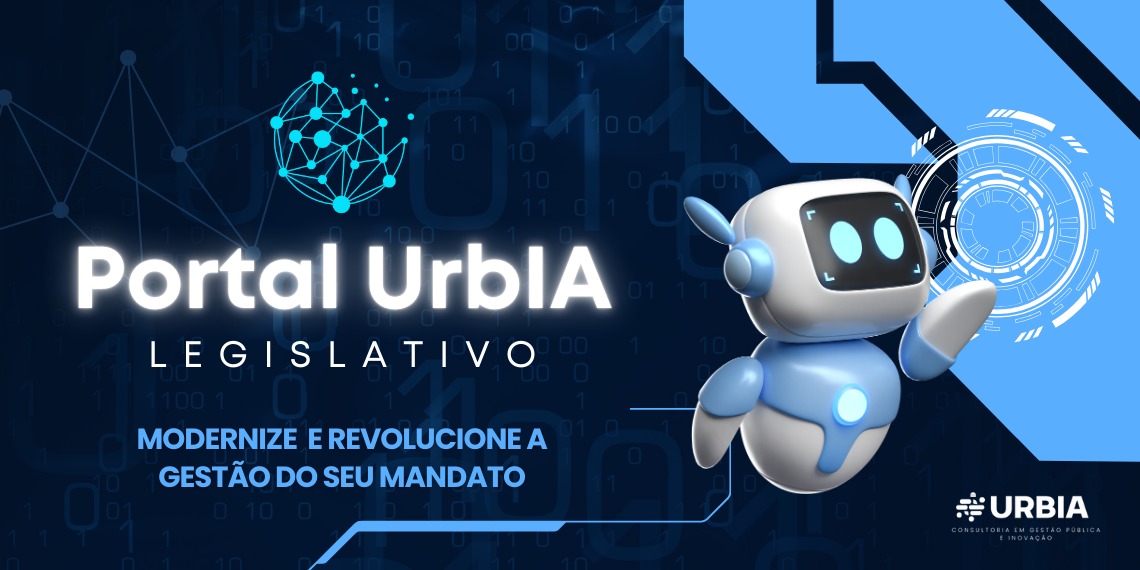 Portal UrbIA
LEGISLATIVO
MODERNIZE E REVOLUCIONE A
GESTÃO DO SEU MANDATO
URBIA
CONSULTORIA EM GESTÃO PÚBLICA
E INOVAÇÃO